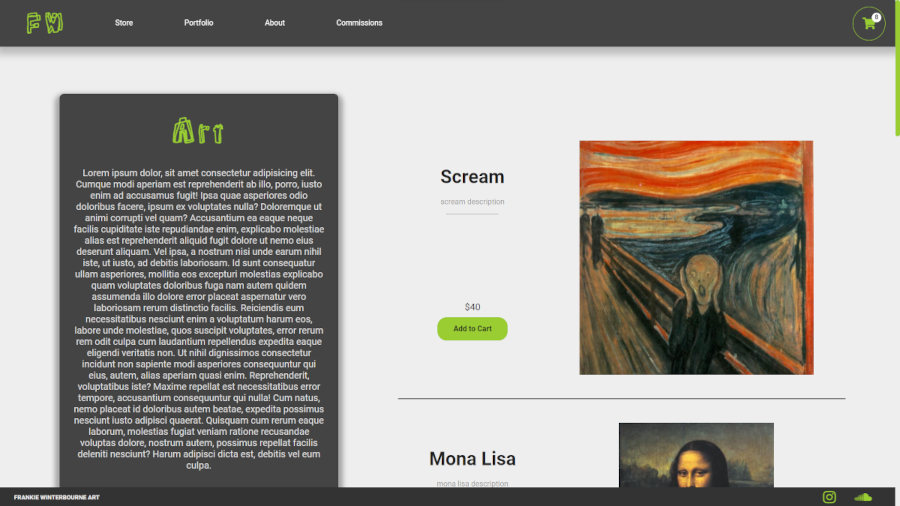 FW
Store
Portfolio
About
Commissions
0
Art
Lorem ipsum dolor, sit amet consectetur adipisicing elit.
Cumque modi aperiam est reprehenderit ab illo, porro, iusto
enim ad accusamus fugit! Ipsa quae asperiores odio
doloribus facere, ipsum ex voluptates nulla? Doloremque ut
animi corrupti vel quam? Accusantium ea eaque neque
facilis cupiditate iste repudiandae enim, explicabo molestiae
alias est reprehenderit aliquid fugit dolore ut nemo eius
deserunt aliquam. Vel ipsa, a nostrum nisi unde earum nihil
iste, ut iusto, ad debitis laboriosam. Id sunt consequatur
ullam asperiores, mollitia eos excepturi molestias explicabo
quam voluptates doloribus fuga nam autem quidem
assumenda illo dolore error placeat aspernatur vero
laboriosam rerum distinctio facilis. Reiciendis eum
necessitatibus nesciunt enim a voluptatum harum eos,
labore unde molestiae, quos suscipit voluptates, error rerum
rem odit culpa cum laudantium repellendus expedita eaque
eligendi veritatis non. Ut nihil dignissimos consectetur
incidunt non sapiente modi asperiores consequuntur qui
eius, autem, alias aperiam quasi enim. Reprehenderit,
voluptatibus iste? Maxime repellat est necessitatibus error
tempore, accusantium consequuntur qui nulla! Cum natus,
nemo placeat id doloribus autem beatae, expedita possimus
nesciunt iusto adipisci quaerat. Quisquam cum rerum eaque
laborum, molestias fugiat veniam ratione recusandae
voluptas dolore, nostrum autem, possimus repellat facilis
deleniti nesciunt? Harum adipisci dicta est, debitis vel eum
culpa.
Scream
scream description
$40
Add to Cart
Mona Lisa
mona lisa description
FRANKIE WINTERBOURNE ART